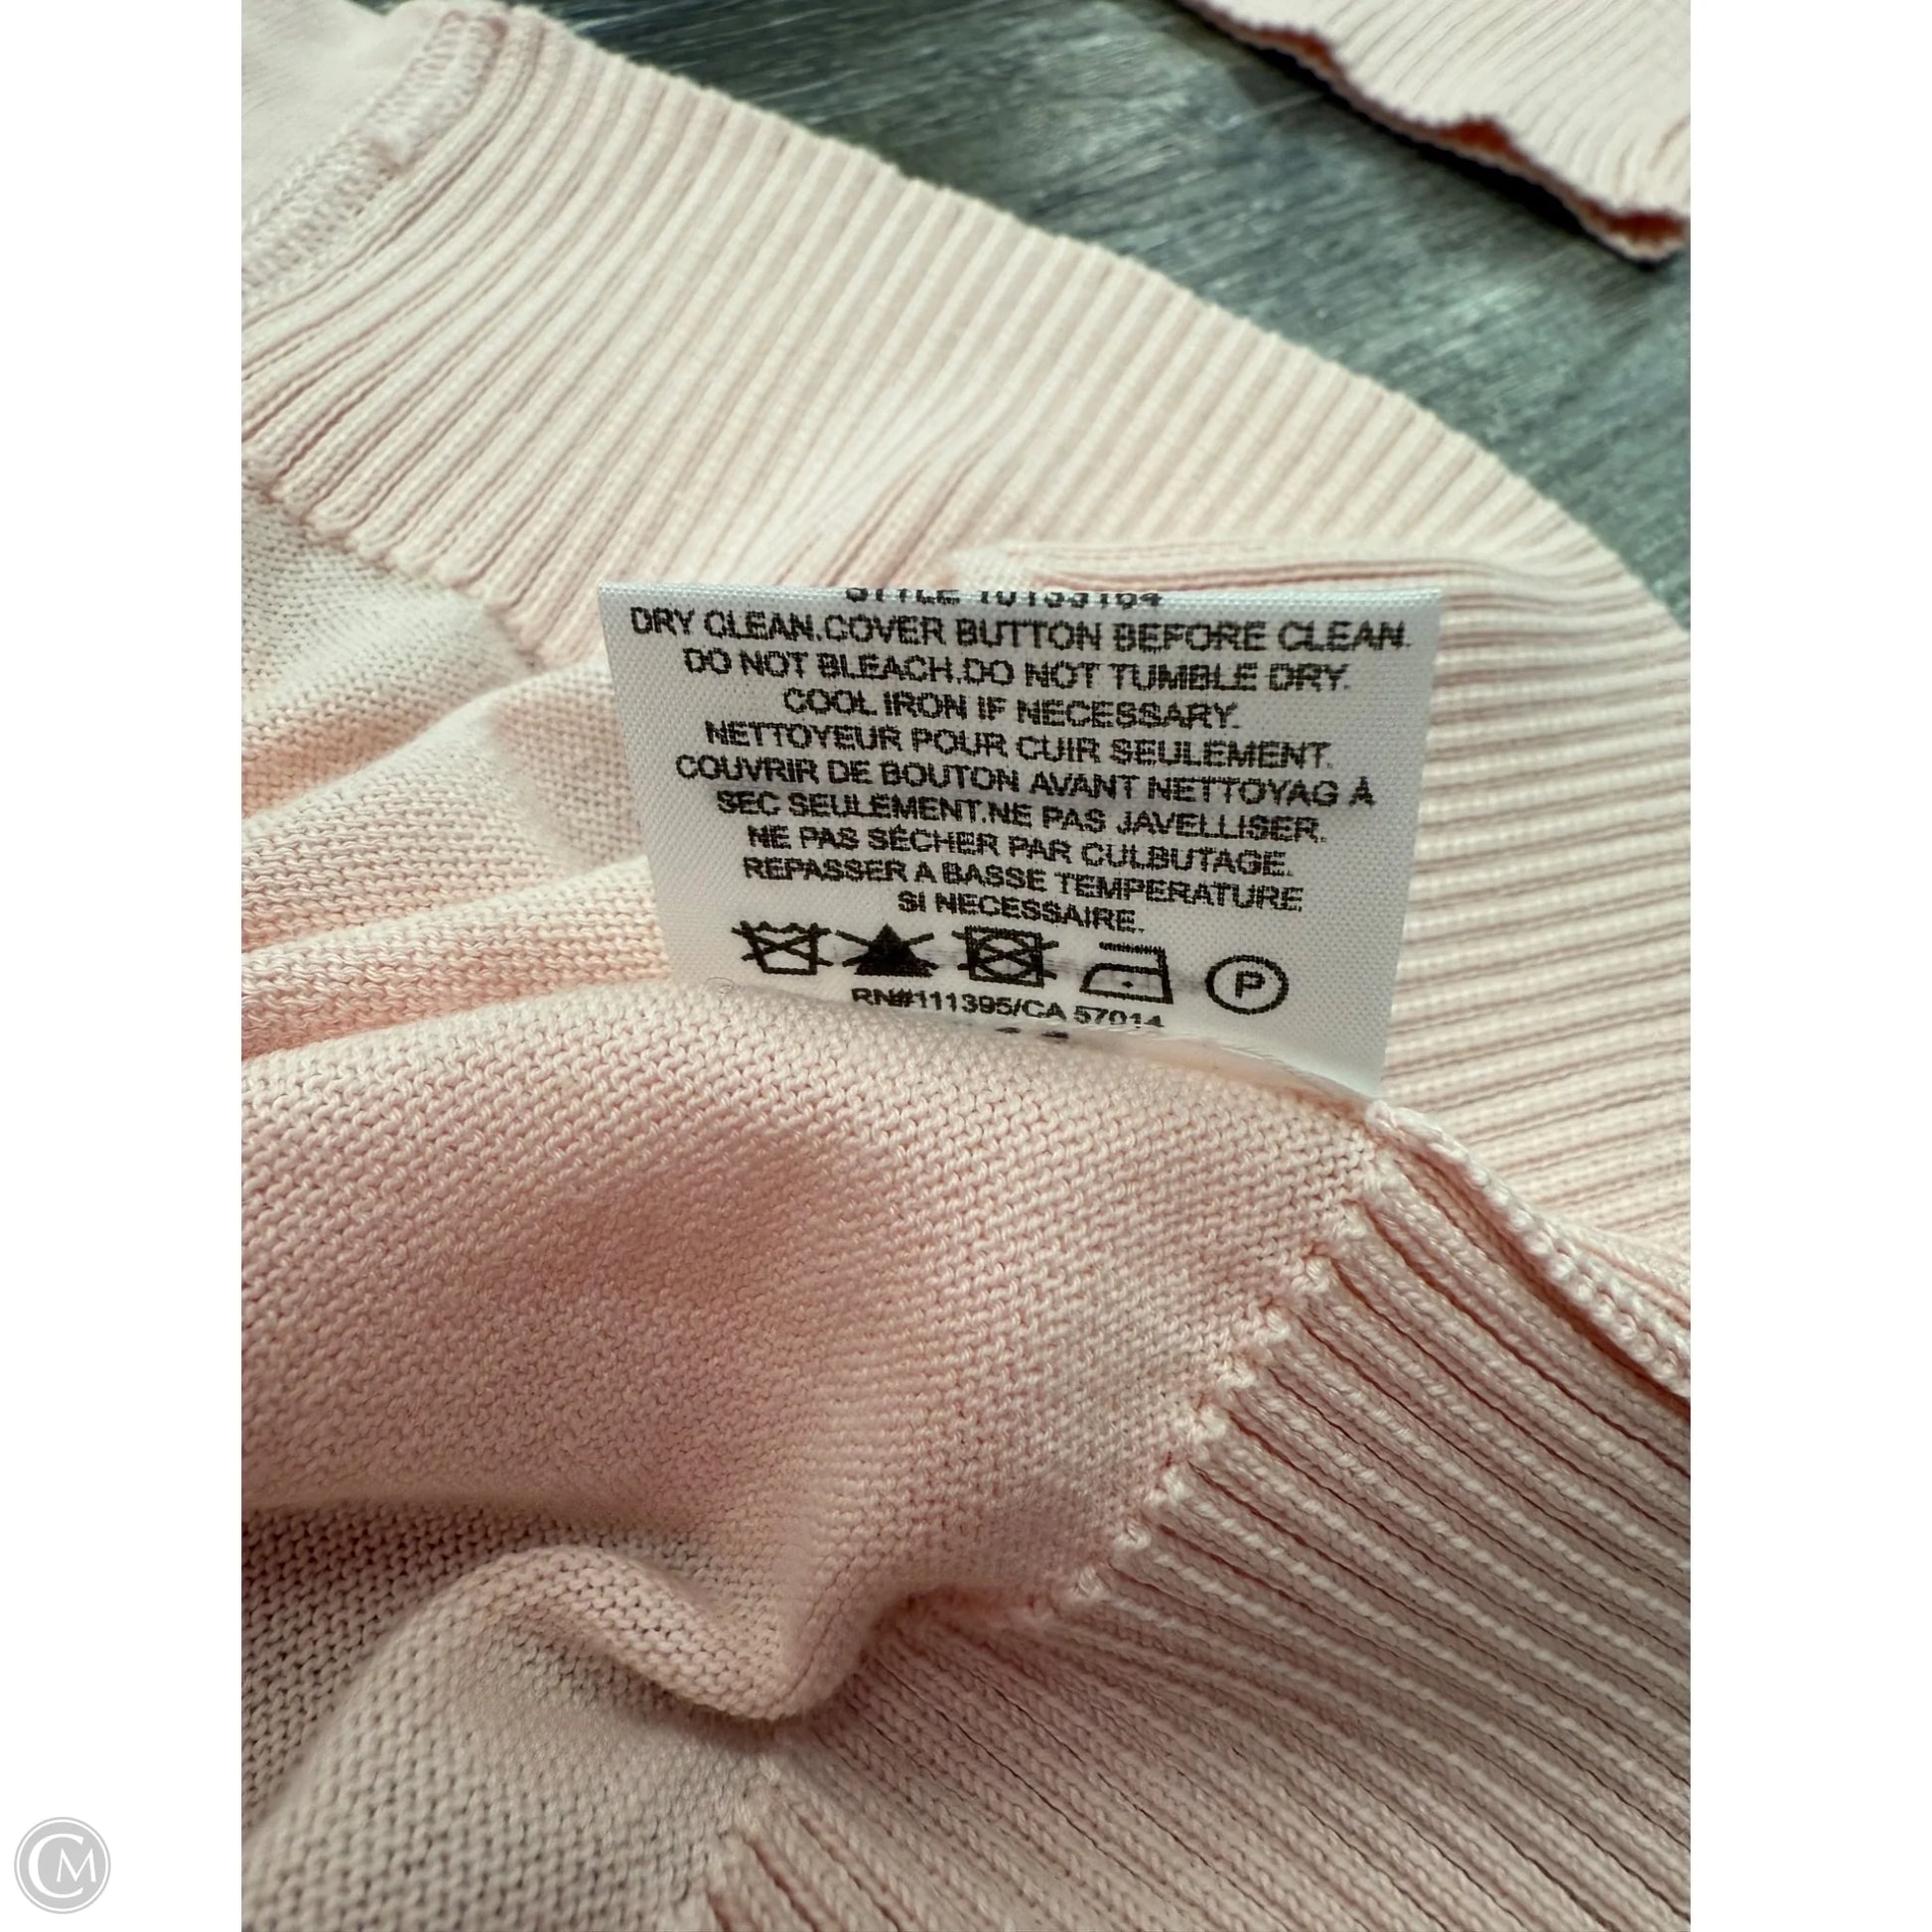 STYLE 10133164
DRY CLEAN.COVER BUTTON BEFORE CLEAN.
DO NOT BLEACH.DO NOT TUMBLE DRY.
COOL IRON IF NECESSARY.
NETTOYEUR POUR CUIR SEULEMENT.
COUVRIR DE BOUTON AVANT NETTOYAG À
SEC SEULEMENT.NE PAS JAVELLISER.
NE PAS SÉCHER PAR CULBUTAGE.
REPASSER A BASSE TEMPERATURE
SI NECESSAIRE.
P
RN#111395/CA 57014
CM